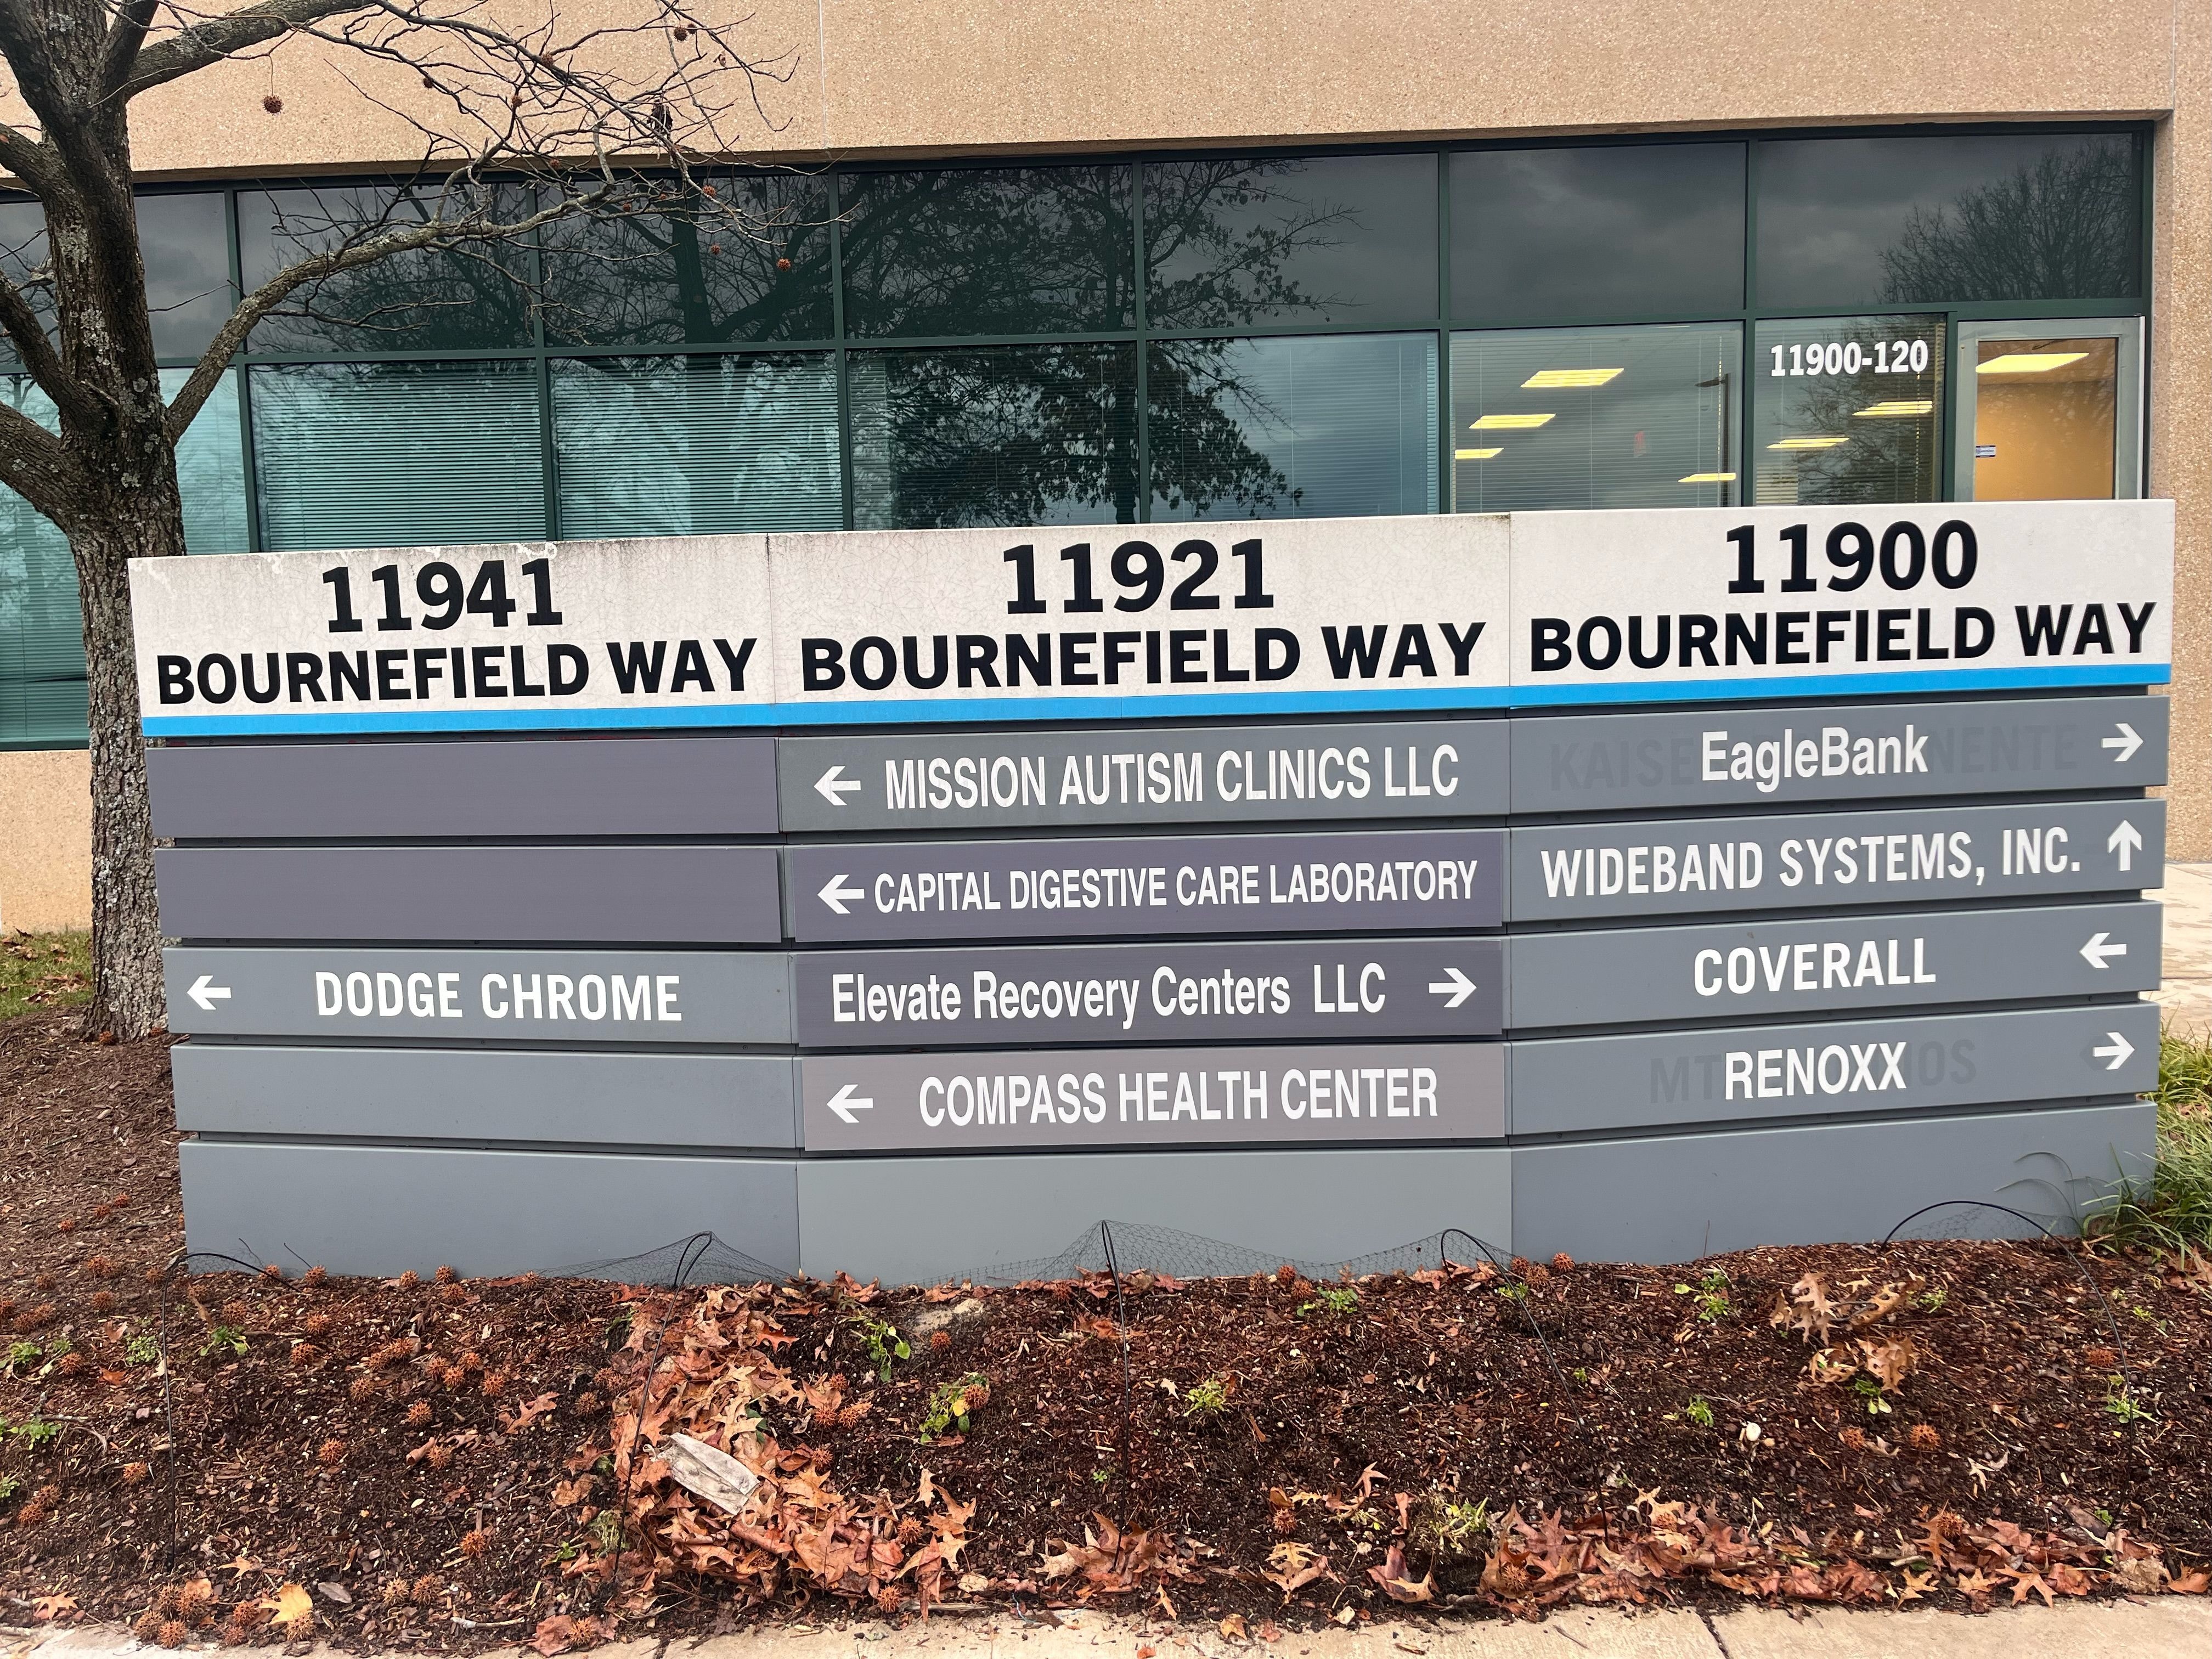 11900-120
11941
BOURNEFIELD WAY
← DODGE CHROME
11921
BOURNEFIELD WAY
← MISSION AUTISM CLINICS LLC
← CAPITAL DIGESTIVE CARE LABORATORY
Elevate Recovery Centers LLC →
← COMPASS HEALTH CENTER
11900
BOURNEFIELD WAY
EagleBank →
WIDEBAND SYSTEMS, INC. ↑
COVERALL ←
RENOXX →